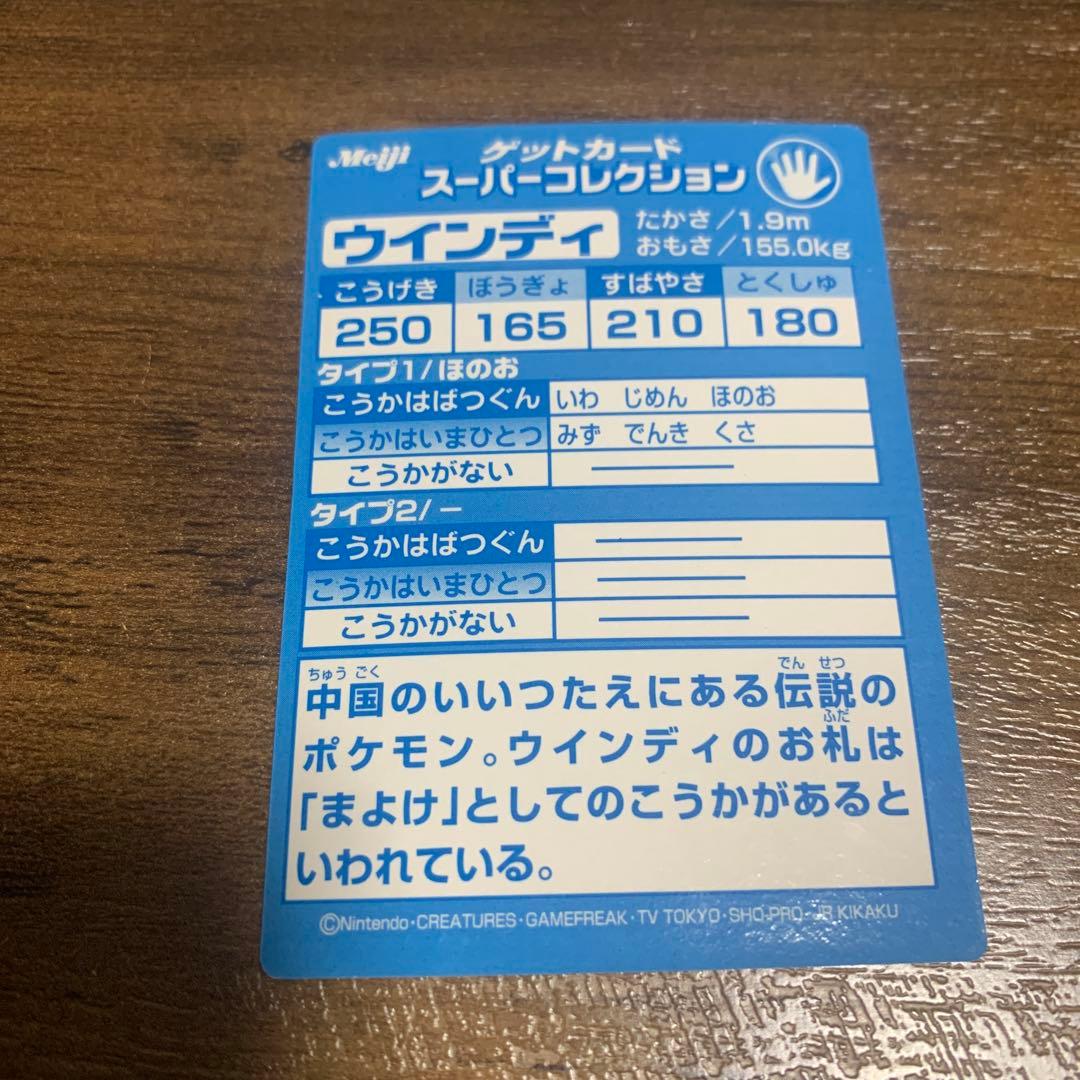 Meiji
ゲットカード
スーパーコレクション
ウインディ
たかさ/1.9m
おもさ/155.0kg
こうげき ぼうぎょ すばやさ とくしゅ
250 165 210 180
タイプ1/ほのお
こうかはばつぐん いわ じめん ほのお
こうかはいまひとつ みず でんき くさ
こうかがない ―
タイプ2/－
こうかはばつぐん ―
こうかはいまひとつ ―
こうかがない ―
ちゅうごく でんせつ
中国のいいつたえにある伝説の
ふだ
ポケモン。ウインディのお札は
「まよけ」としてのこうかがあると
いわれている。
©Nintendo・CREATURES・GAMEFREAK・TV TOKYO・SHO-PRO・JR KIKAKU